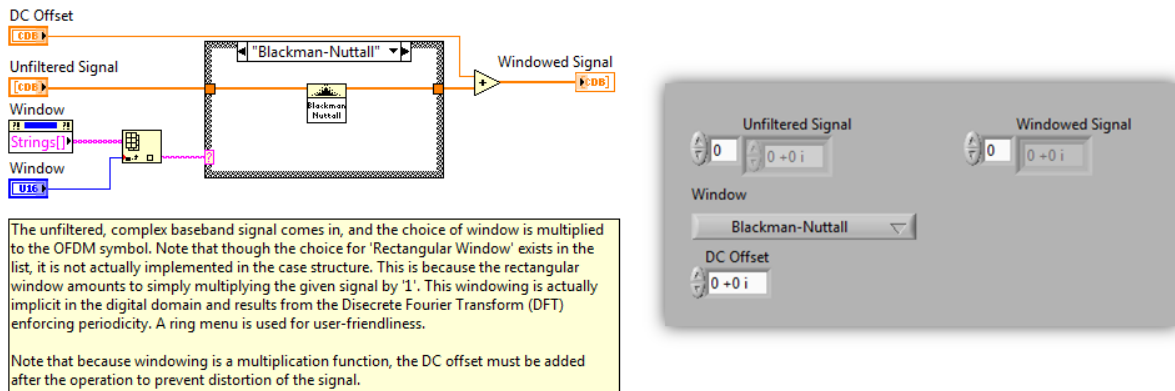 DC Offset
CDB
"Blackman-Nuttall"
Unfiltered Signal
Windowed Signal
[CDB]
+
CDB]
Window
Blackman
Nuttall
Strings[]
?
Window
U16
The unfiltered, complex baseband signal comes in, and the choice of window is multiplied
to the OFDM symbol. Note that though the choice for 'Rectangular Window' exists in the
list, it is not actually implemented in the case structure. This is because the rectangular
window amounts to simply multiplying the given signal by '1'. This windowing is actually
implicit in the digital domain and results from the Disecrete Fourier Transform (DFT)
enforcing periodicity. A ring menu is used for user-friendliness.
Note that because windowing is a multiplication function, the DC offset must be added
after the operation to prevent distortion of the signal.
Unfiltered Signal
0
0 +0 i
Windowed Signal
0
0 +0 i
Window
Blackman-Nuttall
DC Offset
0 +0 i